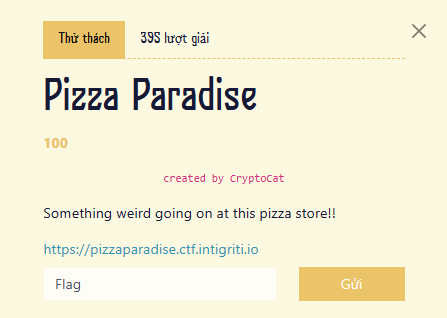 Thử thách
395 lượt giải
Pizza Paradise
100
created by CryptoCat
Something weird going on at this pizza store!!
https://pizzaparadise.ctf.intigriti.io
Flag
Gửi